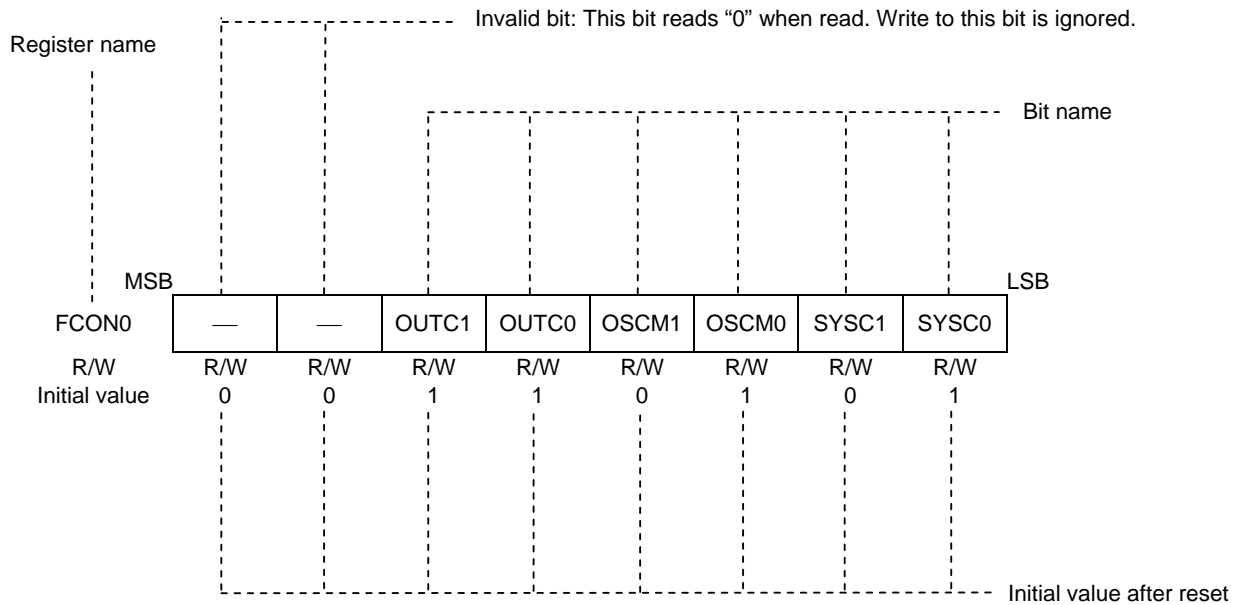 Invalid bit: This bit reads “0” when read. Write to this bit is ignored.
Register name
Bit name
MSB LSB
FCON0 — — OUTC1 OUTC0 OSCM1 OSCM0 SYSC1 SYSC0
R/W R/W R/W R/W R/W R/W R/W R/W R/W
Initial value 0 0 1 1 0 1 0 1
Initial value after reset